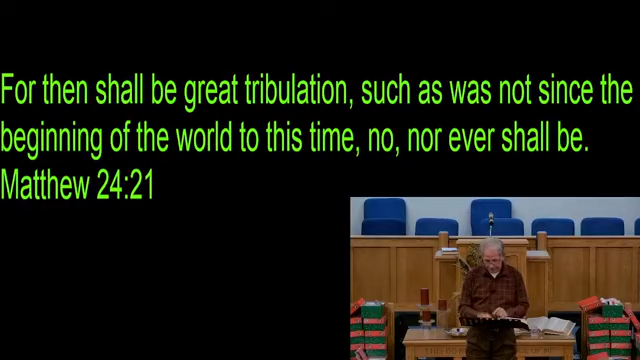 For then shall be great tribulation, such as was not since the
beginning of the world to this time, no, nor ever shall be.
Matthew 24:21